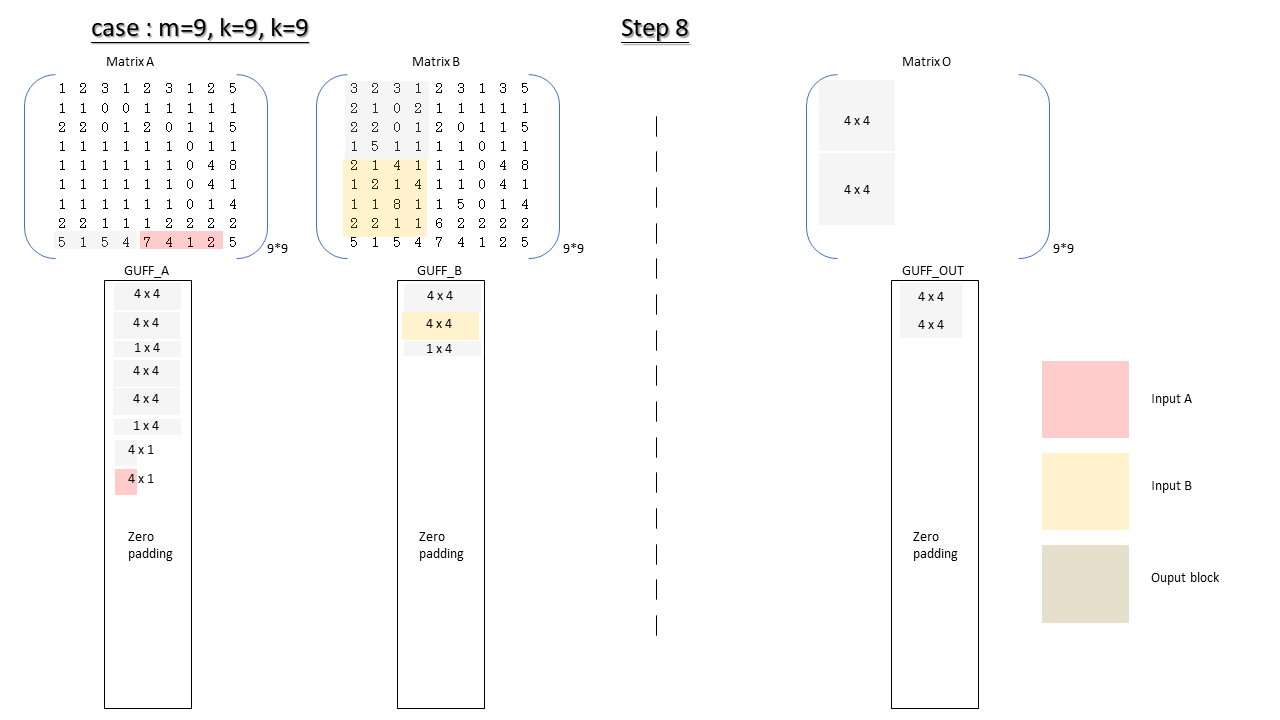 case : m=9, k=9, k=9
Step 8
Matrix A
1 2 3 1 2 3 1 2 5
1 1 0 0 1 1 1 1 1
2 2 0 1 2 0 1 1 5
1 1 1 1 1 1 0 1 1
1 1 1 1 1 1 0 4 8
1 1 1 1 1 1 0 4 1
1 1 1 1 1 1 0 1 4
2 2 1 1 1 2 2 2 2
5 1 5 4 7 4 1 2 5
9*9
Matrix B
3 2 3 1 2 3 1 3 5
2 1 0 2 1 1 1 1 1
2 2 0 1 2 0 1 1 5
1 5 1 1 1 1 0 1 1
2 1 4 1 1 1 0 4 8
1 2 1 4 1 1 0 4 1
1 1 8 1 1 5 0 1 4
2 2 1 1 6 2 2 2 2
5 1 5 4 7 4 1 2 5
9*9
Matrix O
4 x 4
4 x 4
9*9
GUFF_A
4 x 4
4 x 4
1 x 4
4 x 4
4 x 4
1 x 4
4 x 1
4 x 1
Zero
padding
GUFF_B
4 x 4
4 x 4
1 x 4
Zero
padding
GUFF_OUT
4 x 4
4 x 4
Zero
padding
Input A
Input B
Ouput block